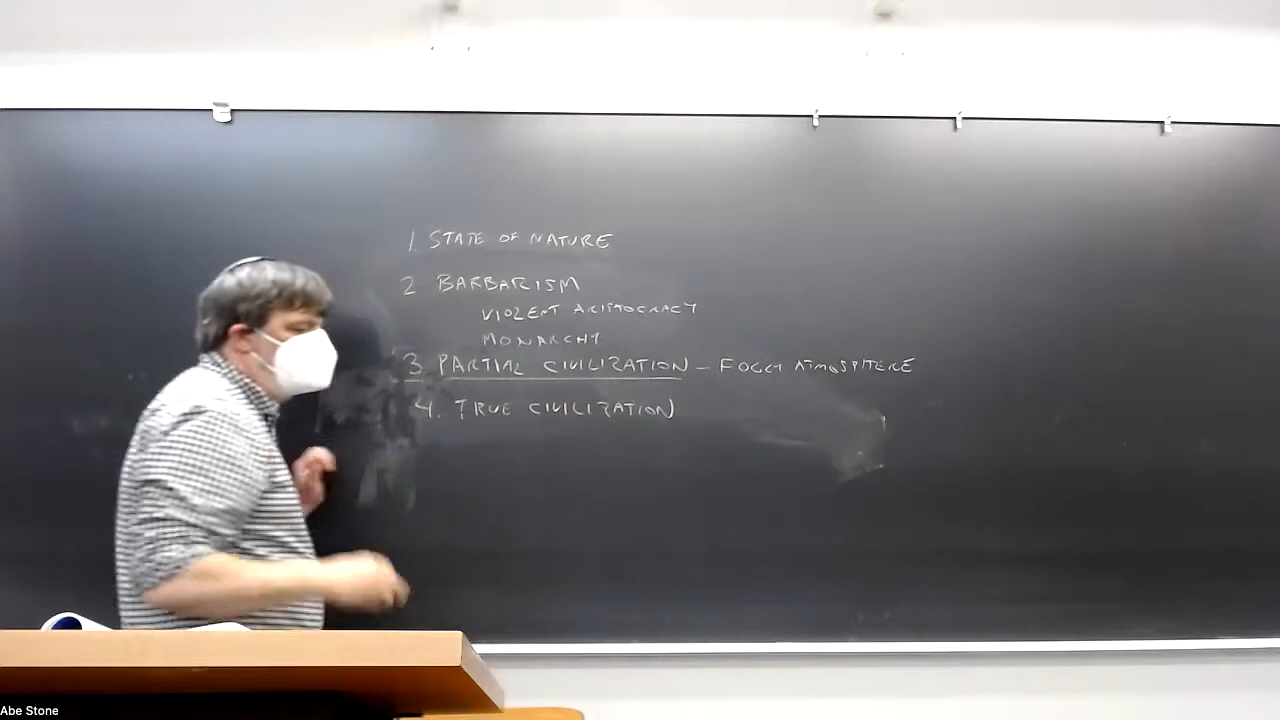 1. STATE OF NATURE
2 BARBARISM
VIOLENT ARISTOCRACY
MONARCHY
3. PARTIAL CIVILIZATION - FOGGY ATMOSPHERE
4. TRUE CIVILIZATION
Abe Stone